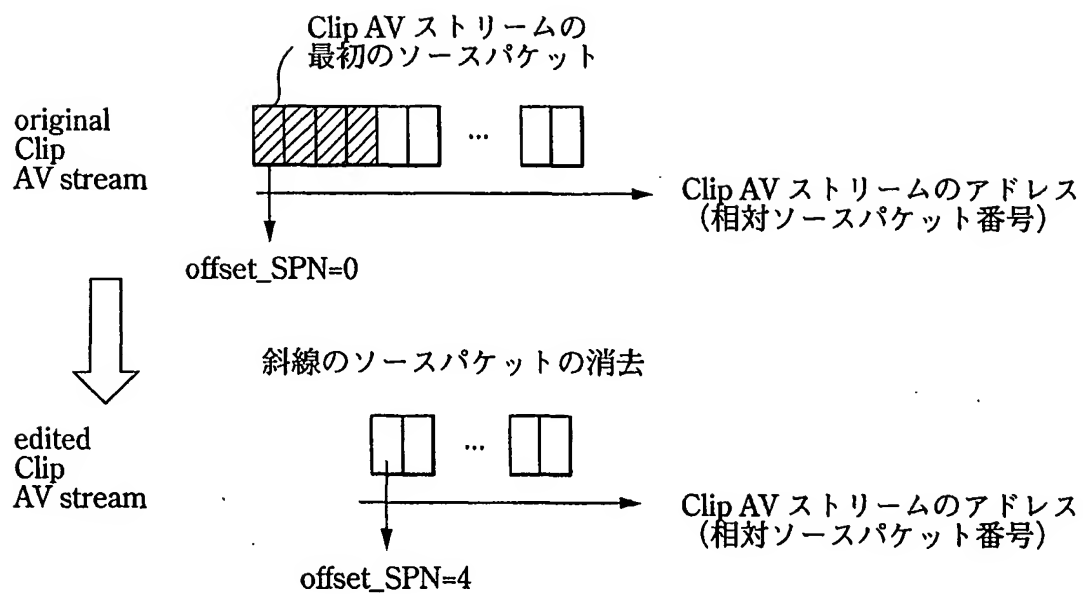 Clip AV ストリームの
最初のソースパケット
original
Clip
AV stream
...
Clip AV ストリームのアドレス
（相対ソースパケット番号）
offset_SPN=0
斜線のソースパケットの消去
edited
Clip
AV stream
...
Clip AV ストリームのアドレス
（相対ソースパケット番号）
offset_SPN=4